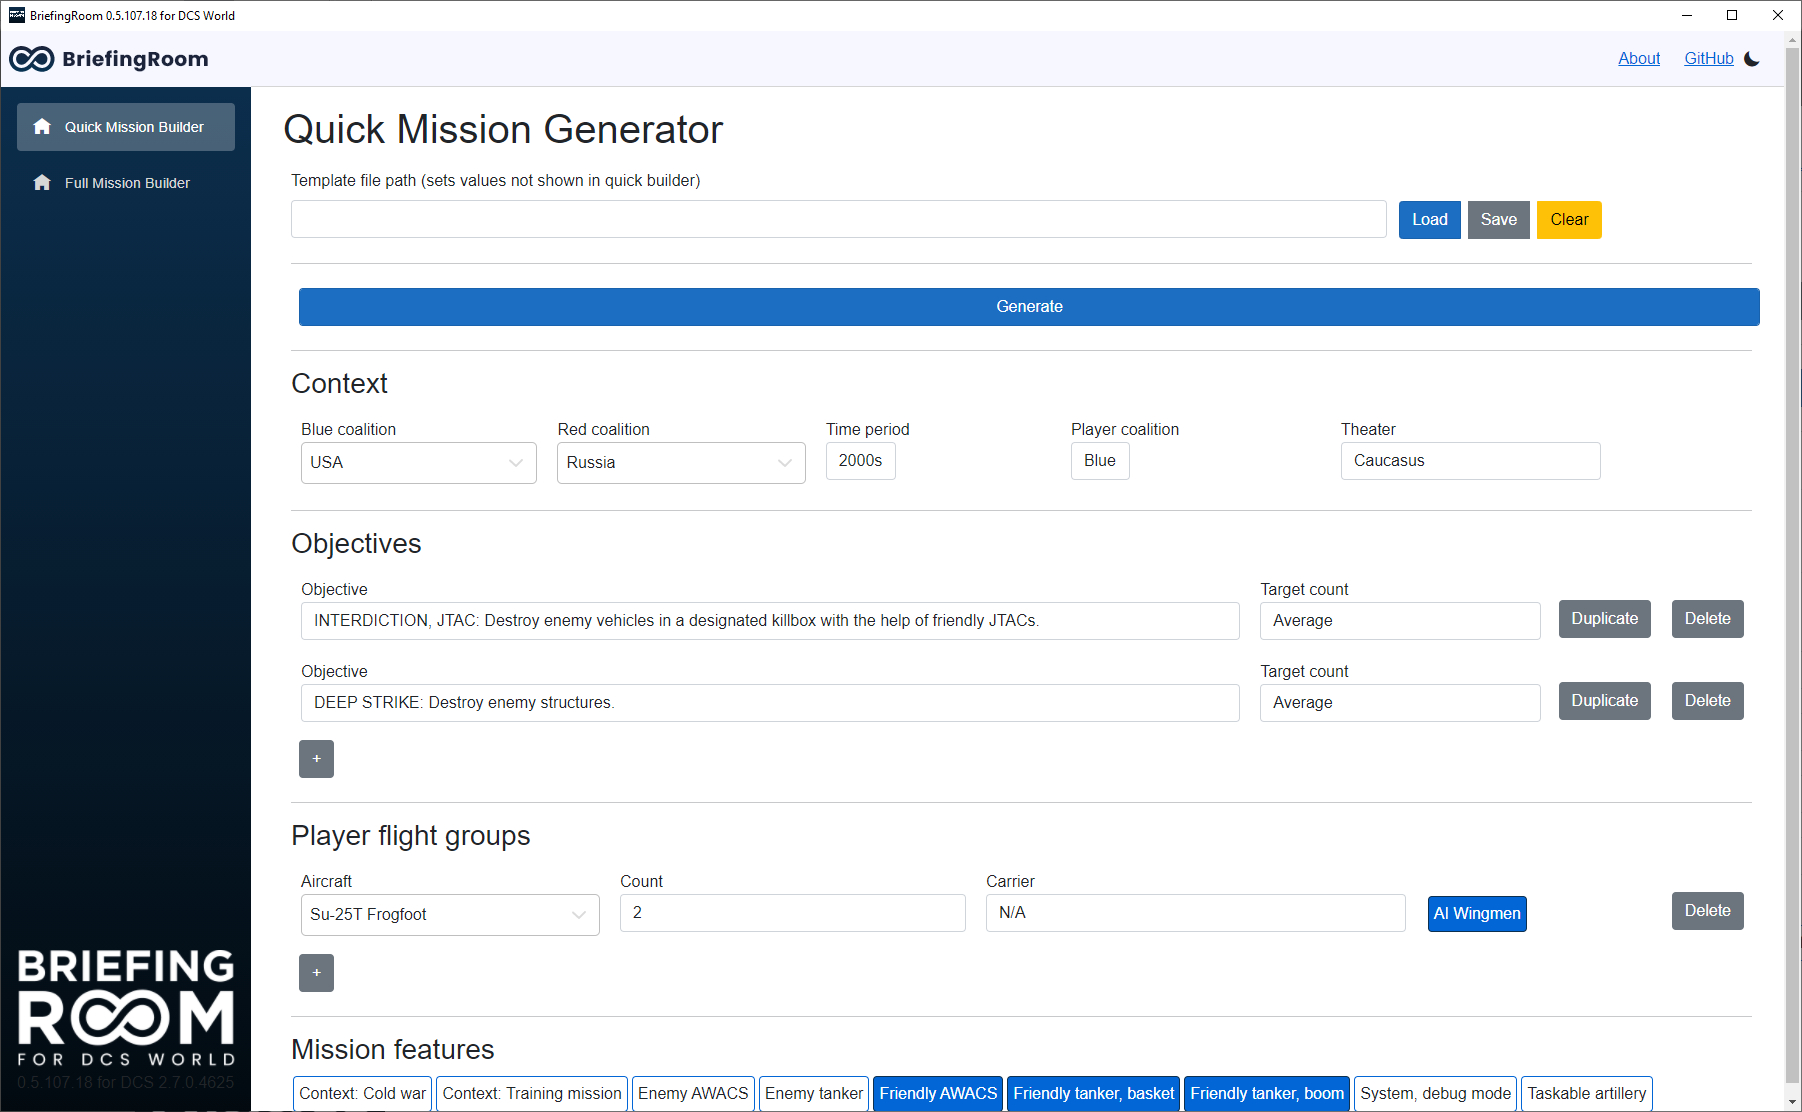 BriefingRoom 0.5.107.18 for DCS World
BriefingRoom
About GitHub
Quick Mission Builder
Full Mission Builder
Quick Mission Generator
Template file path (sets values not shown in quick builder)
Load Save Clear
Generate
Context
Blue coalition Red coalition Time period Player coalition Theater
USA Russia 2000s Blue Caucasus
Objectives
Objective Target count
INTERDICTION, JTAC: Destroy enemy vehicles in a designated killbox with the help of friendly JTACs. Average Duplicate Delete
Objective Target count
DEEP STRIKE: Destroy enemy structures. Average Duplicate Delete
+
Player flight groups
Aircraft Count Carrier
Su-25T Frogfoot 2 N/A AI Wingmen Delete
+
Mission features
Context: Cold war Context: Training mission Enemy AWACS Enemy tanker Friendly AWACS Friendly tanker, basket Friendly tanker, boom System, debug mode Taskable artillery
BRIEFING
ROOM
FOR DCS WORLD
0.5.107.18 for DCS 2.7.0.4625